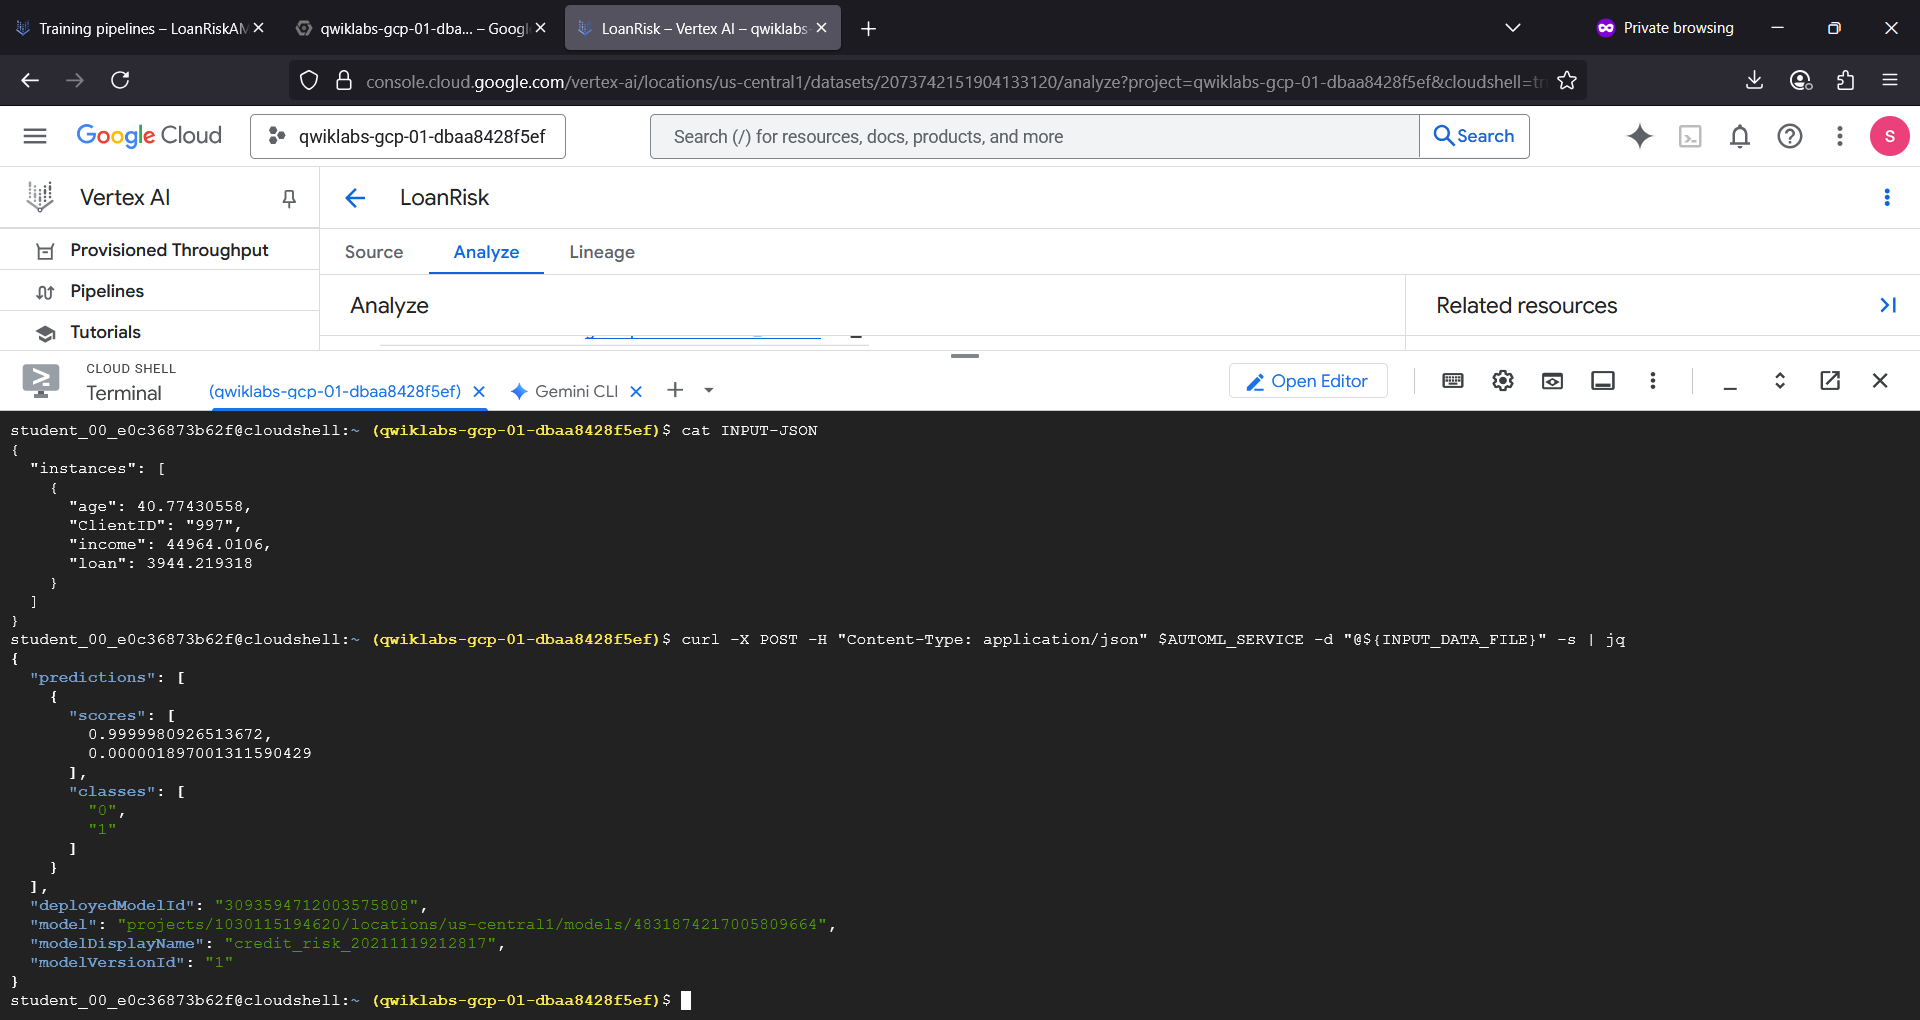 Training pipelines – LoanRiskAM
qwiklabs-gcp-01-dba... – Googl
LoanRisk – Vertex AI – qwiklabs
Private browsing
console.cloud.google.com/vertex-ai/locations/us-central1/datasets/2073742151904133120/analyze?project=qwiklabs-gcp-01-dbaa8428f5ef&cloudshell=tr
Google Cloud
qwiklabs-gcp-01-dbaa8428f5ef
Search (/) for resources, docs, products, and more
Search
S
Vertex AI
LoanRisk
Provisioned Throughput
Source
Analyze
Lineage
Pipelines
Analyze
Related resources
Tutorials
CLOUD SHELL
Terminal
(qwiklabs-gcp-01-dbaa8428f5ef)
Gemini CLI
Open Editor
student_00_e0c36873b62f@cloudshell:~ (qwiklabs-gcp-01-dbaa8428f5ef)$ cat INPUT-JSON
{
  "instances": [
    {
      "age": 40.77430558,
      "ClientID": "997",
      "income": 44964.0106,
      "loan": 3944.219318
    }
  ]
}
student_00_e0c36873b62f@cloudshell:~ (qwiklabs-gcp-01-dbaa8428f5ef)$ curl -X POST -H "Content-Type: application/json" $AUTOML_SERVICE -d "@${INPUT_DATA_FILE}" -s | jq
{
  "predictions": [
    {
      "scores": [
        0.9999980926513672,
        0.000001897001311590429
      ],
      "classes": [
        "0",
        "1"
      ]
    }
  ],
  "deployedModelId": "3093594712003575808",
  "model": "projects/1030115194620/locations/us-central1/models/4831874217005809664",
  "modelDisplayName": "credit_risk_20211119212817",
  "modelVersionId": "1"
}
student_00_e0c36873b62f@cloudshell:~ (qwiklabs-gcp-01-dbaa8428f5ef)$